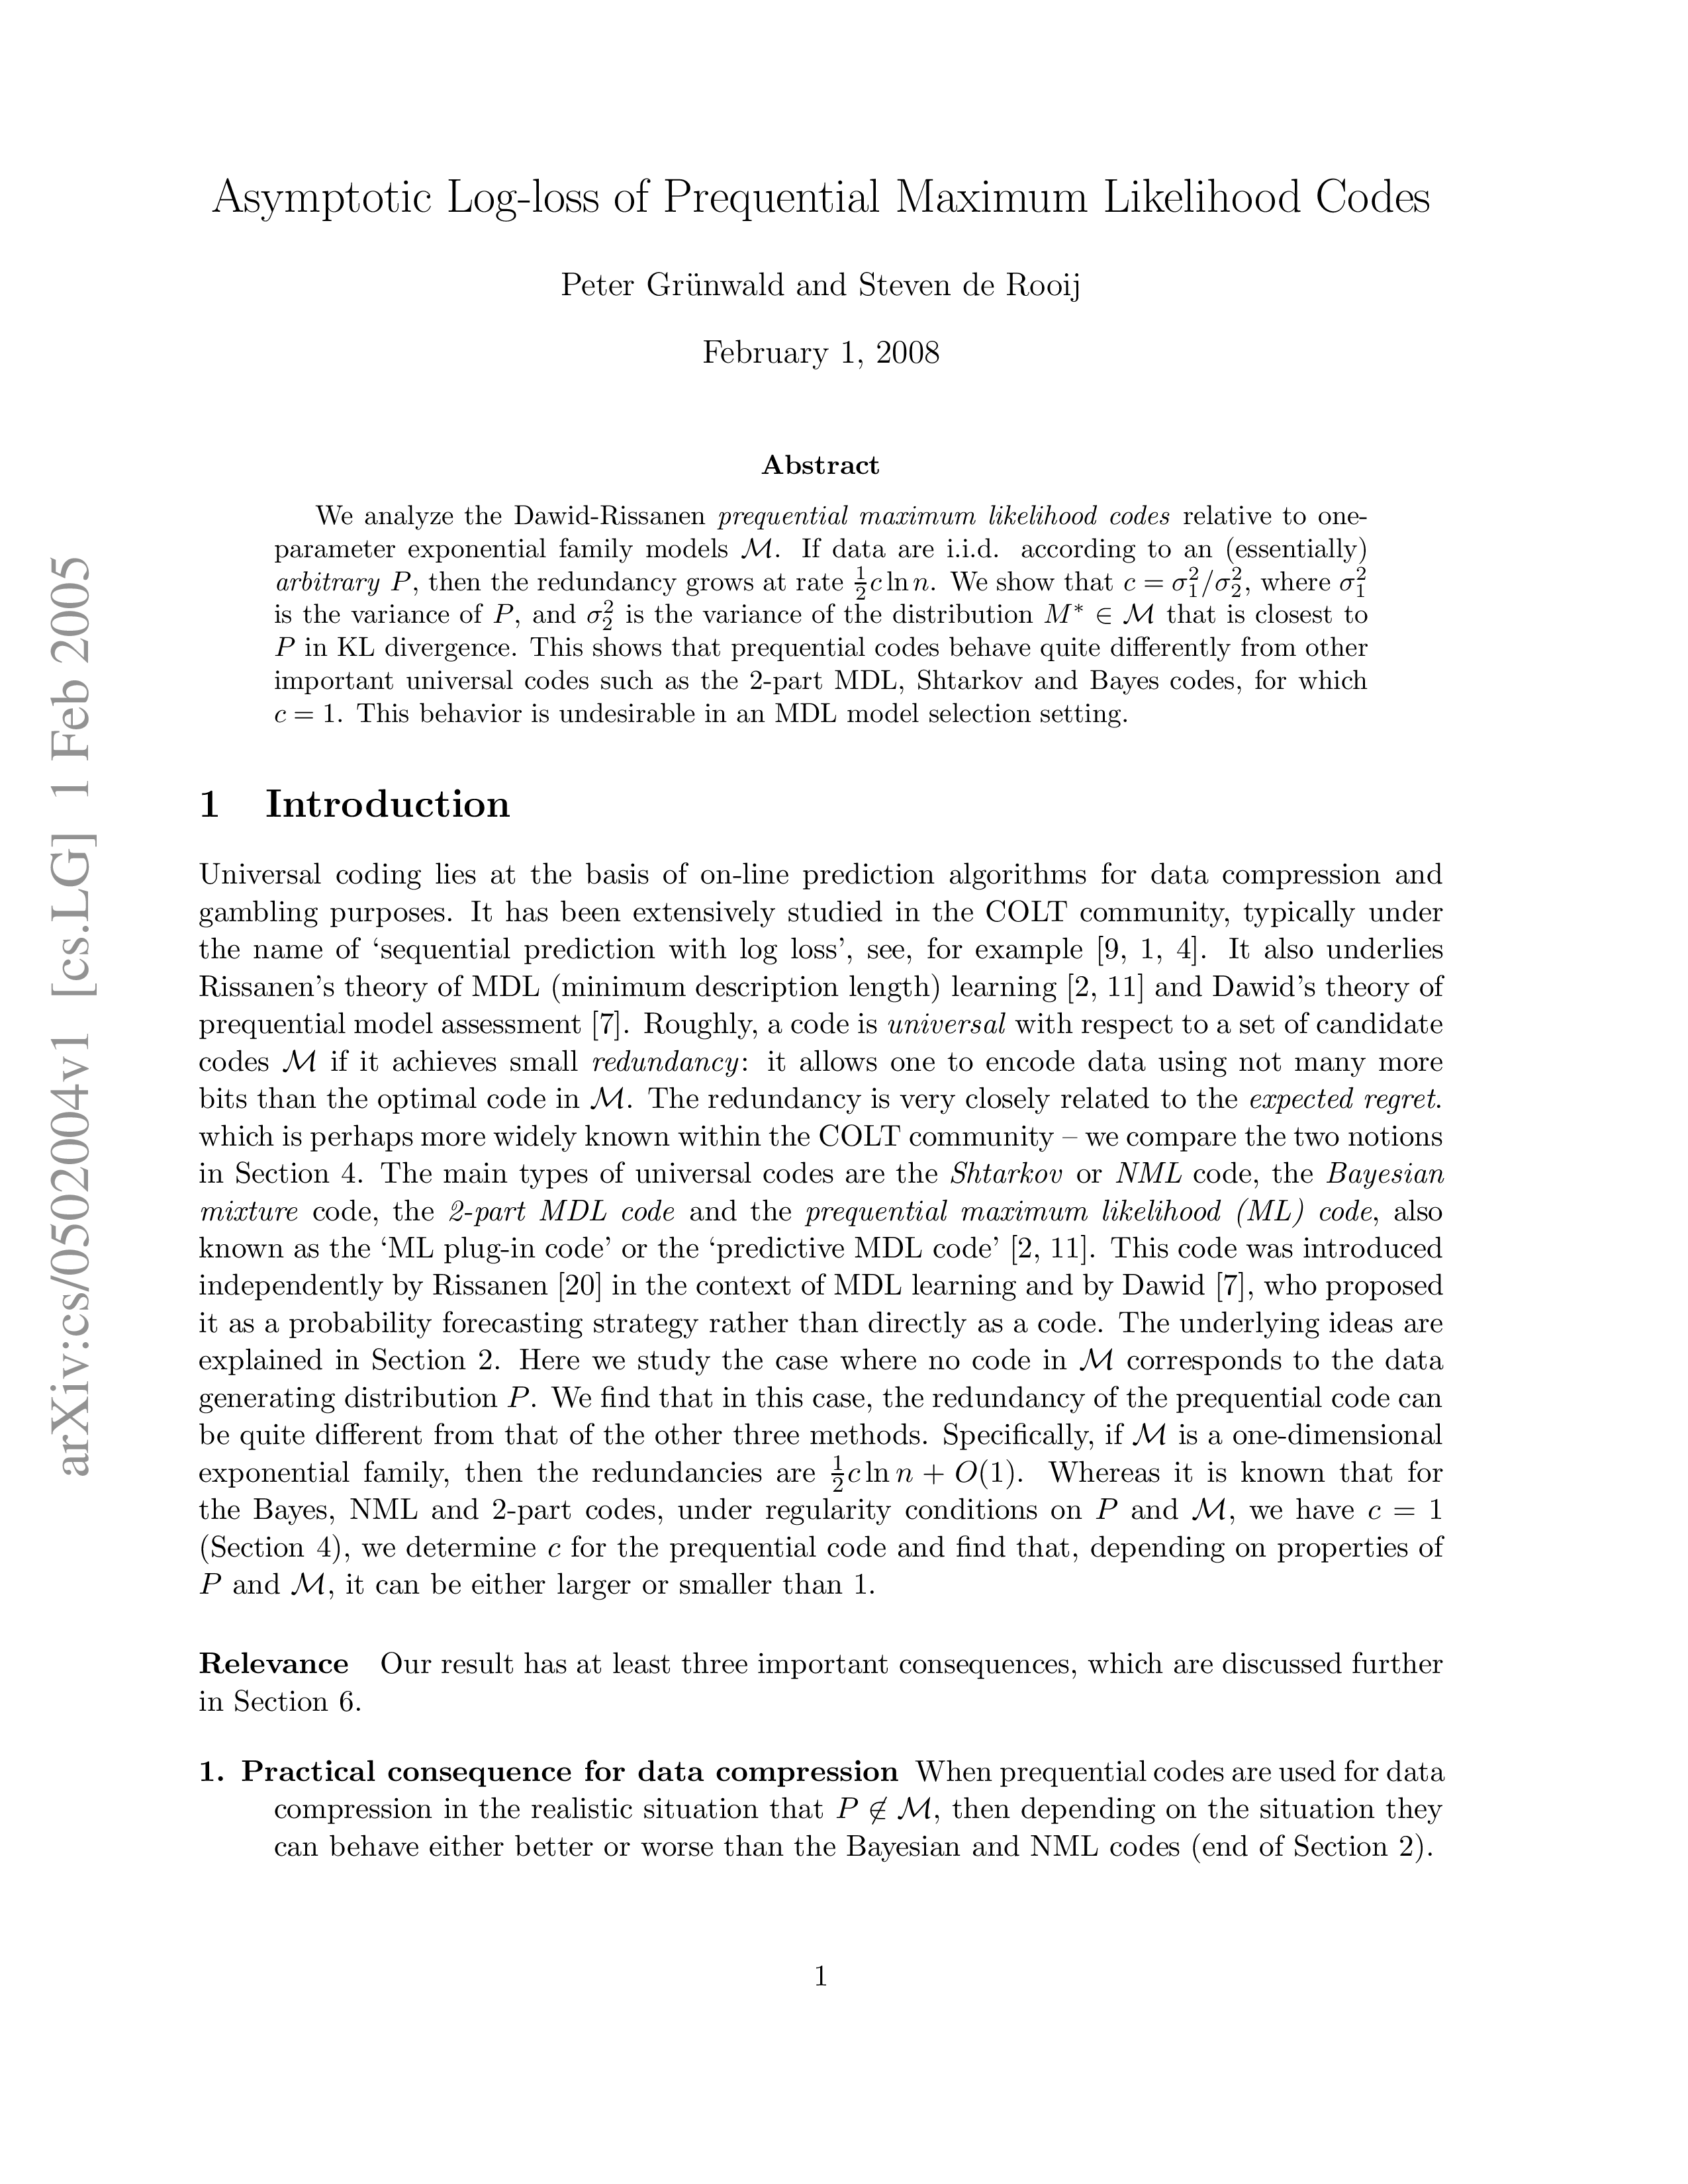 Asymptotic Log-loss of Prequential Maximum Likelihood Codes
Peter Grünwald and Steven de Rooij
February 1, 2008
Abstract
We analyze the Dawid-Rissanen prequential maximum likelihood codes relative to one-
parameter exponential family models ℳ. If data are i.i.d. according to an (essentially)
arbitrary P, then the redundancy grows at rate ½c ln n. We show that c = σ₁²/σ₂², where σ₁²
is the variance of P, and σ₂² is the variance of the distribution M* ∈ ℳ that is closest to
P in KL divergence. This shows that prequential codes behave quite differently from other
important universal codes such as the 2-part MDL, Shtarkov and Bayes codes, for which
c = 1. This behavior is undesirable in an MDL model selection setting.
1 Introduction
Universal coding lies at the basis of on-line prediction algorithms for data compression and
gambling purposes. It has been extensively studied in the COLT community, typically under
the name of ‘sequential prediction with log loss’, see, for example [9, 1, 4]. It also underlies
Rissanen’s theory of MDL (minimum description length) learning [2, 11] and Dawid’s theory of
prequential model assessment [7]. Roughly, a code is universal with respect to a set of candidate
codes ℳ if it achieves small redundancy: it allows one to encode data using not many more
bits than the optimal code in ℳ. The redundancy is very closely related to the expected regret.
which is perhaps more widely known within the COLT community – we compare the two notions
in Section 4. The main types of universal codes are the Shtarkov or NML code, the Bayesian
mixture code, the 2-part MDL code and the prequential maximum likelihood (ML) code, also
known as the ‘ML plug-in code’ or the ‘predictive MDL code’ [2, 11]. This code was introduced
independently by Rissanen [20] in the context of MDL learning and by Dawid [7], who proposed
it as a probability forecasting strategy rather than directly as a code. The underlying ideas are
explained in Section 2. Here we study the case where no code in ℳ corresponds to the data
generating distribution P. We find that in this case, the redundancy of the prequential code can
be quite different from that of the other three methods. Specifically, if ℳ is a one-dimensional
exponential family, then the redundancies are ½c ln n + O(1). Whereas it is known that for
the Bayes, NML and 2-part codes, under regularity conditions on P and ℳ, we have c = 1
(Section 4), we determine c for the prequential code and find that, depending on properties of
P and ℳ, it can be either larger or smaller than 1.
Relevance Our result has at least three important consequences, which are discussed further
in Section 6.
1. Practical consequence for data compression When prequential codes are used for data
compression in the realistic situation that P ∉ ℳ, then depending on the situation they
can behave either better or worse than the Bayesian and NML codes (end of Section 2).
1
arXiv:cs/0502004v1 [cs.LG] 1 Feb 2005